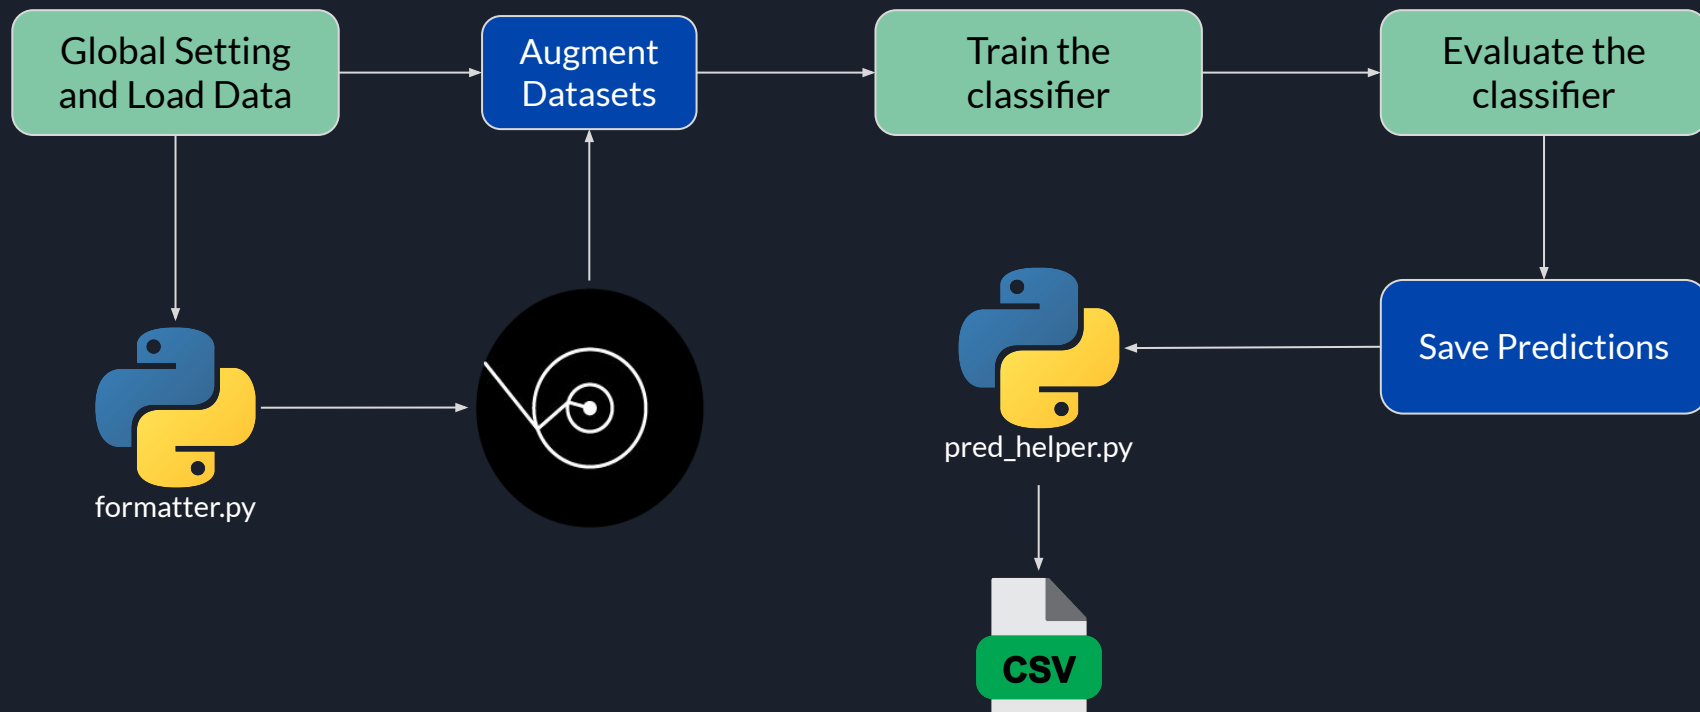 Global Setting
and Load Data
Augment
Datasets
Train the
classifier
Evaluate the
classifier
Save Predictions
pred_helper.py
formatter.py
CSV